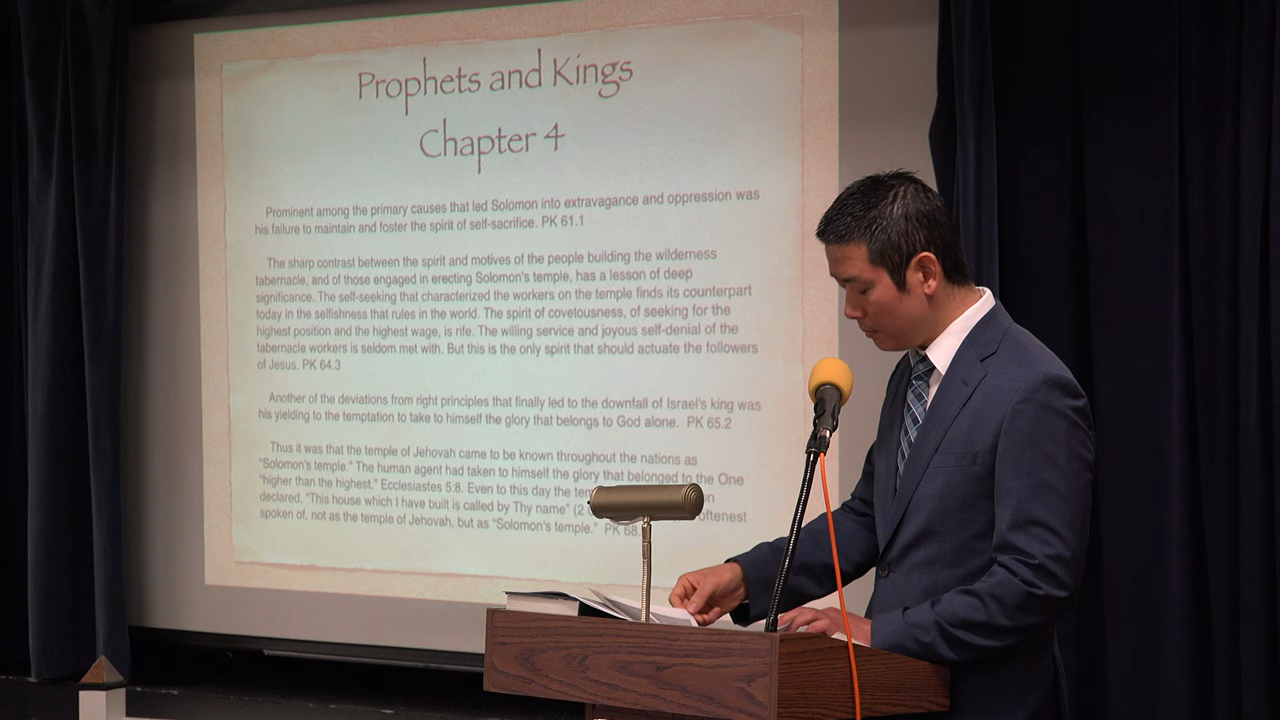 Prophets and Kings
Chapter 4
Prominent among the primary causes that led Solomon into extravagance and oppression was
his failure to maintain and foster the spirit of self-sacrifice. PK 61.1
The sharp contrast between the spirit and motives of the people building the wilderness
tabernacle, and of those engaged in erecting Solomon's temple, has a lesson of deep
significance. The self-seeking that characterized the workers on the temple finds its counterpart
today in the selfishness that rules in the world. The spirit of covetousness, of seeking for the
highest position and the highest wage, is rife. The willing service and joyous self-denial of the
tabernacle workers is seldom met with. But this is the only spirit that should actuate the followers
of Jesus. PK 64.3
Another of the deviations from right principles that finally led to the downfall of Israel's king was
his yielding to the temptation to take to himself the glory that belongs to God alone. PK 65.2
Thus it was that the temple of Jehovah came to be known throughout the nations as
"Solomon's temple." The human agent had taken to himself the glory that belonged to the One
"higher than the highest." Ecclesiastes 5:8. Even to this day the
declared, "This house which I have built is called by Thy name" (2
spoken of, not as the temple of Jehovah, but as "Solomon's temple." PK 68.